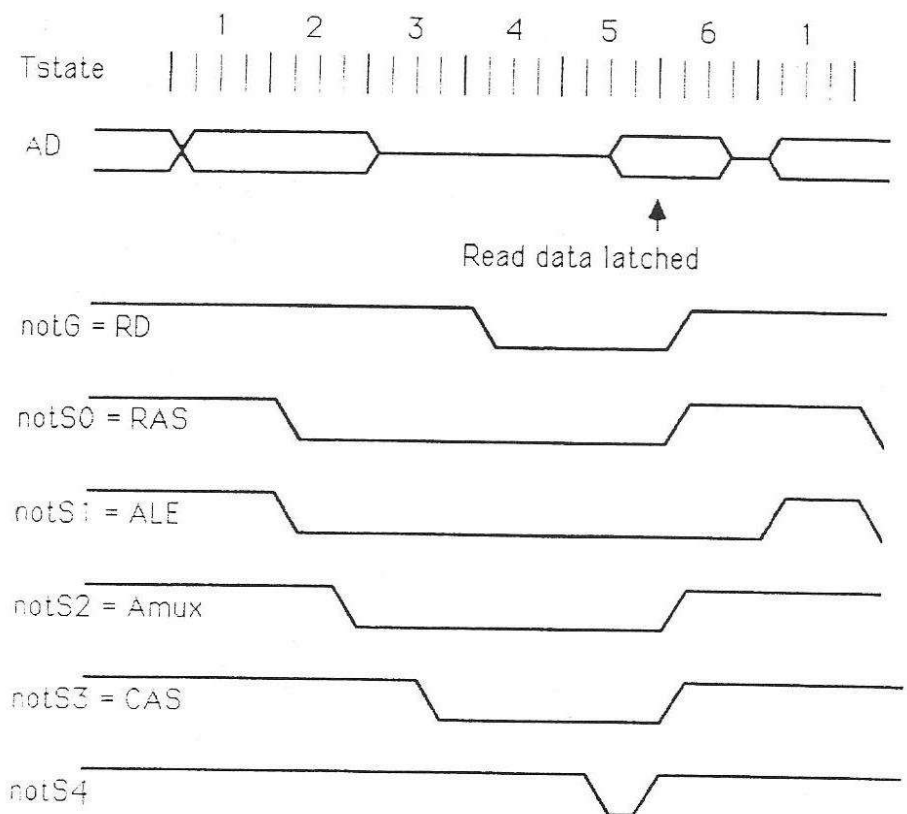 1 2 3 4 5 6 1
Tstate
AD
Read data latched
notG = RD
notS0 = RAS
notS1 = ALE
notS2 = Amux
notS3 = CAS
notS4